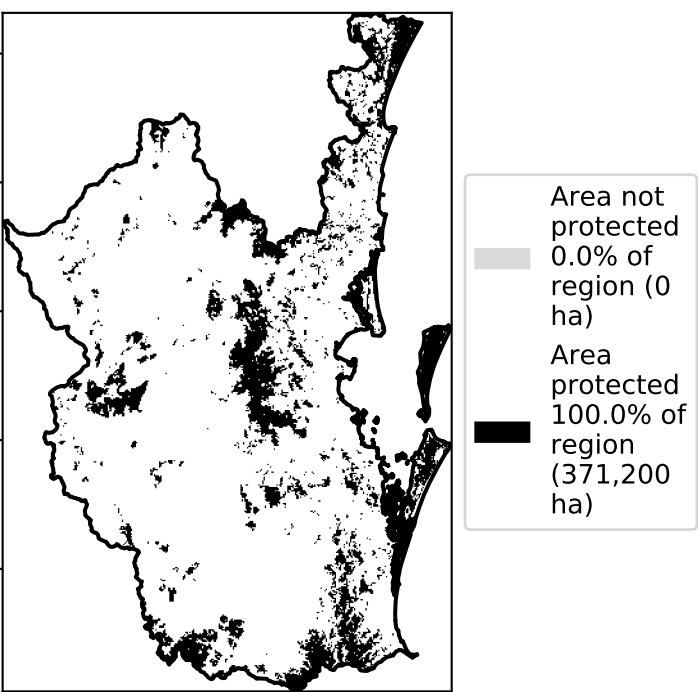 Area not
protected
0.0% of
region (0
ha)
Area
protected
100.0% of
region
(371,200
ha)